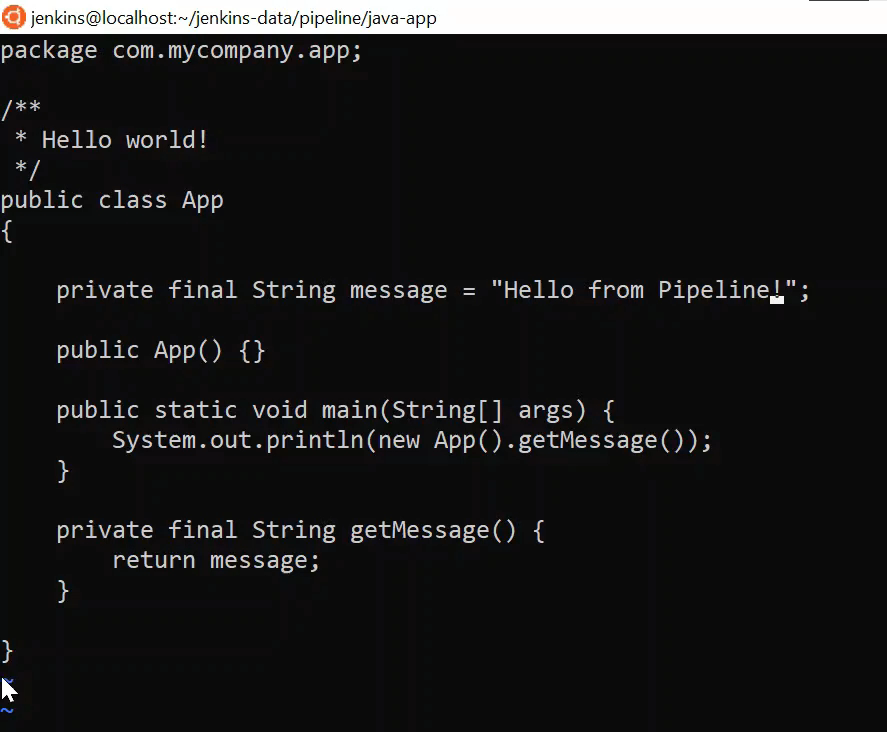 jenkins@localhost:~/jenkins-data/pipeline/java-app
package com.mycompany.app;
/**
 * Hello world!
 */
public class App
{
    private final String message = "Hello from Pipeline!";
    public App() {}
    public static void main(String[] args) {
        System.out.println(new App().getMessage());
    }
    private final String getMessage() {
        return message;
    }
}
~
~